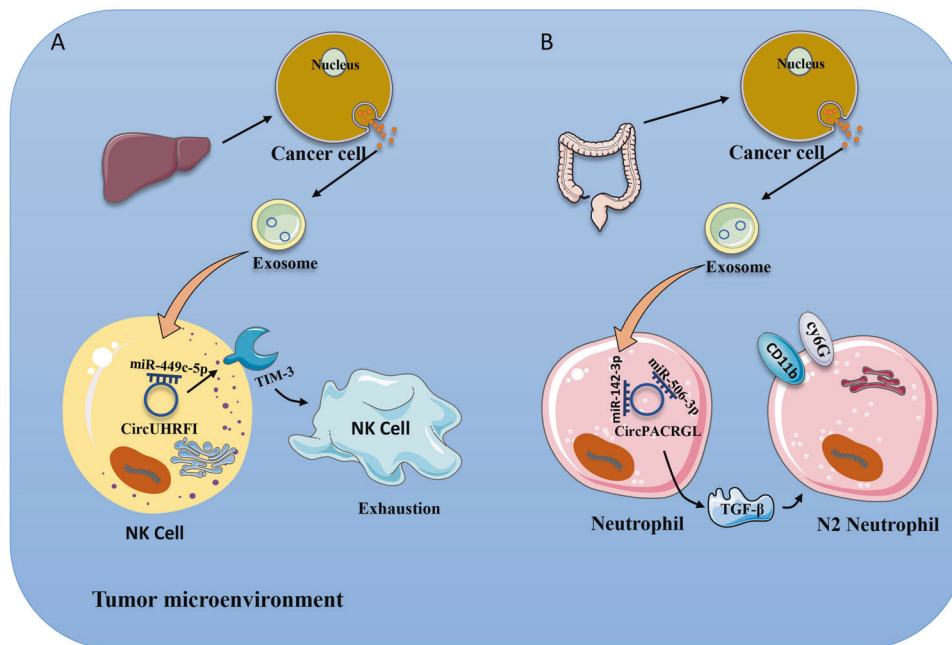 A
Nucleus
Cancer cell
Exosome
miR-449c-5p
CircUHRFI
TIM-3
NK Cell
NK Cell
Exhaustion
Tumor microenvironment
B
Nucleus
Cancer cell
Exosome
miR-142-3p
miR-506-3p
CircPACRGL
Neutrophil
TGF-β
CD11b
cy6G
N2 Neutrophil